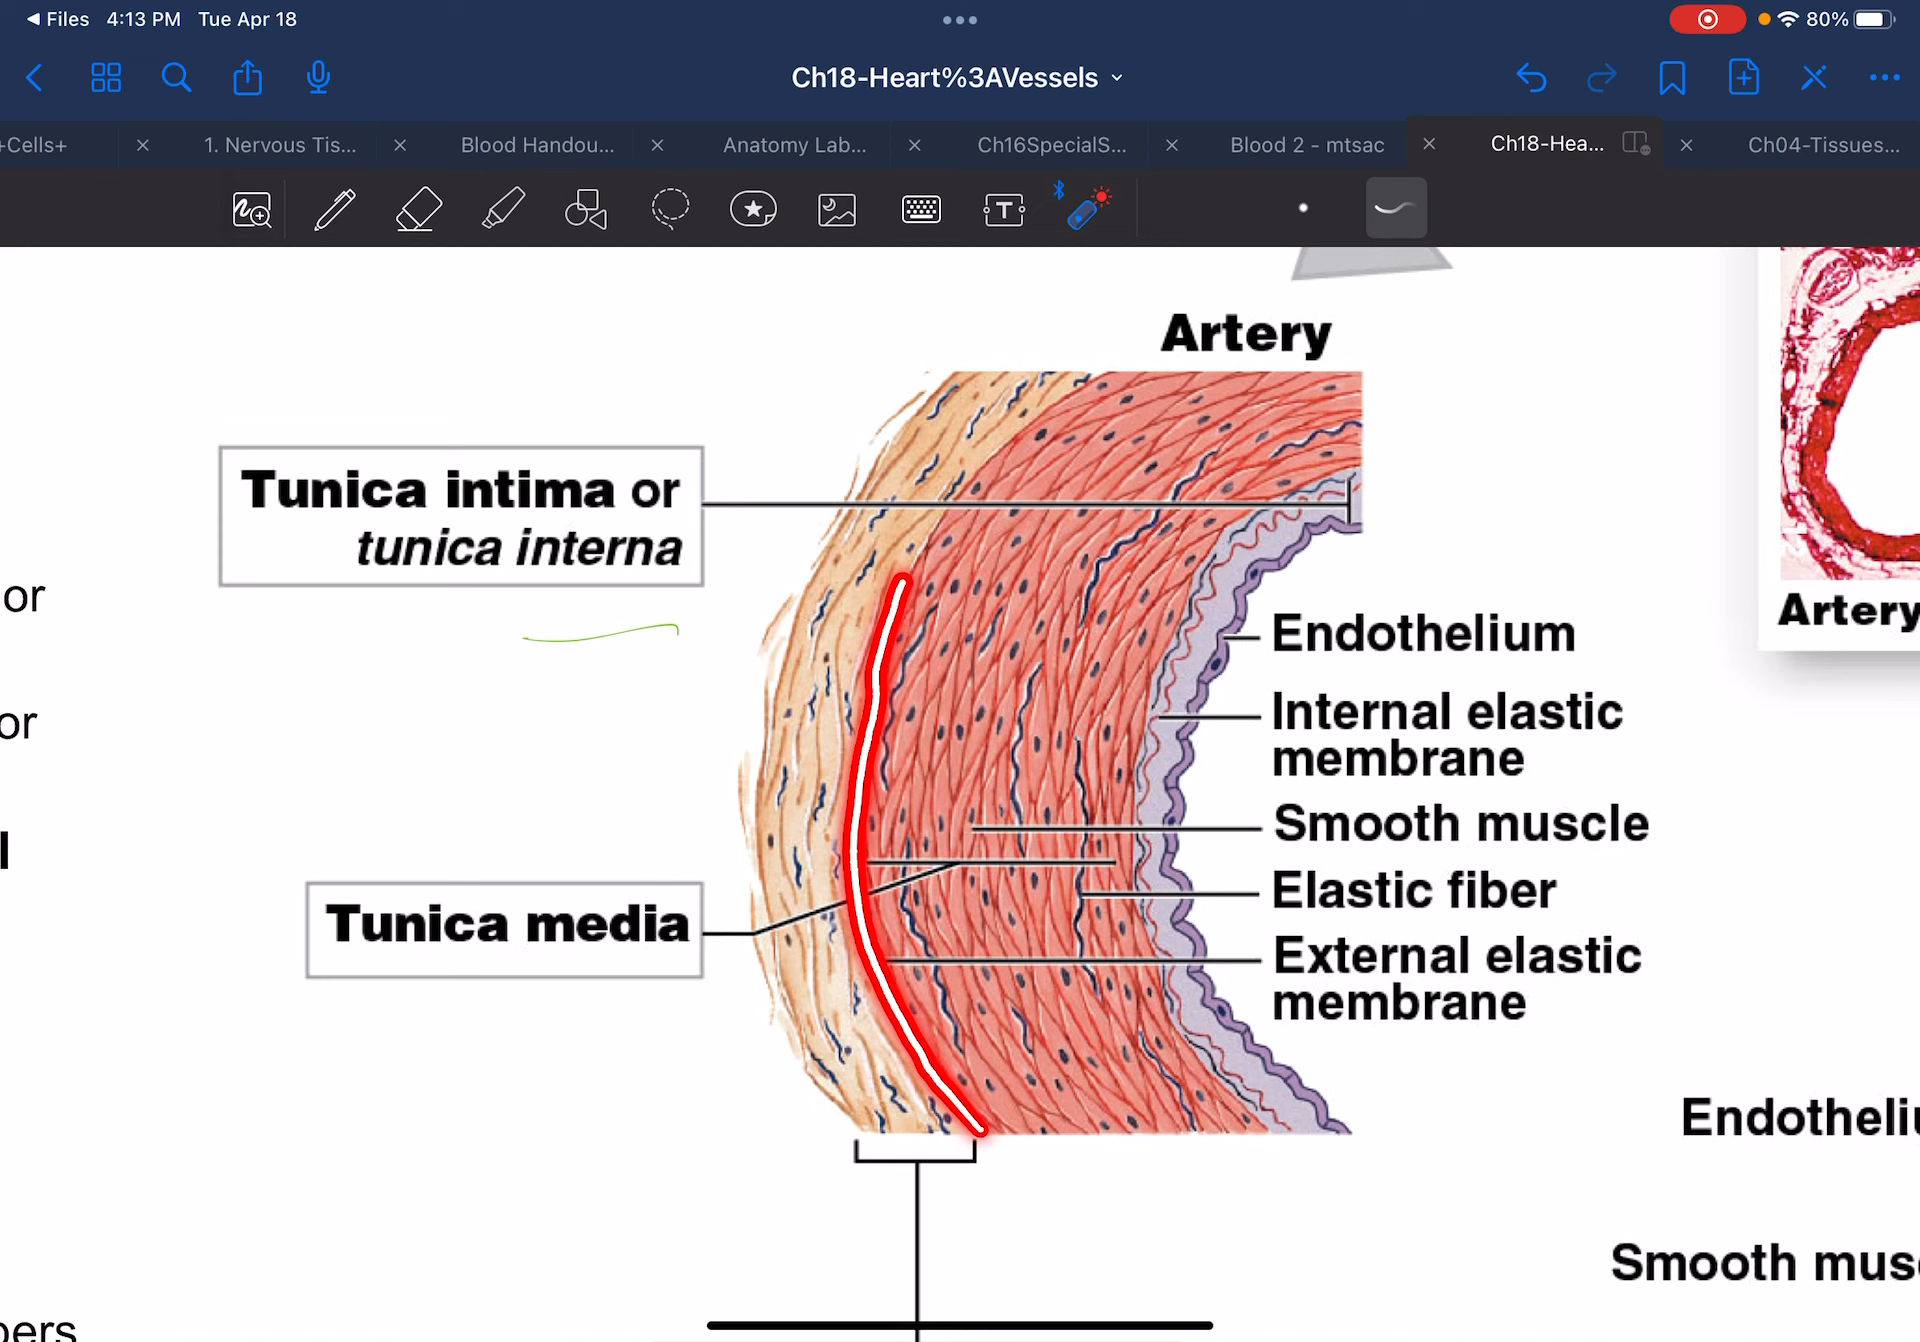 Files 4:13 PM Tue Apr 18
80%
Ch18-Heart%3AVessels
+Cells+
1. Nervous Tis...
Blood Handou...
Anatomy Lab...
Ch16SpecialS...
Blood 2 - mtsac
Ch18-Hea...
Ch04-Tissues...
T
Artery
Tunica intima or
tunica interna
or
Artery
Endothelium
or
Internal elastic
membrane
Smooth muscle
Tunica media
Elastic fiber
External elastic
membrane
Endotheliu
Smooth mus
bers